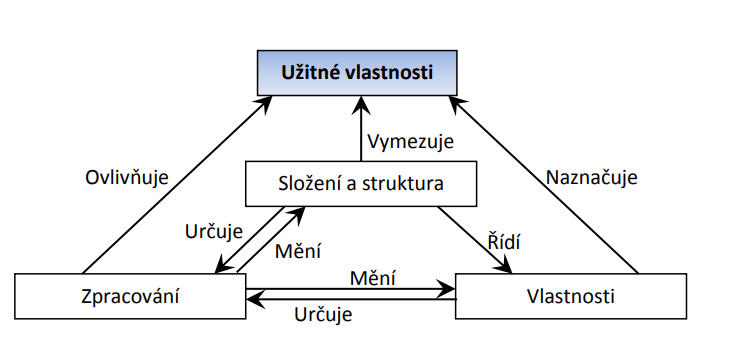 Užitné vlastnosti
Vymezuje
Ovlivňuje
Složení a struktura
Naznačuje
Určuje
Mění
Řídí
Zpracování
Mění
Určuje
Vlastnosti